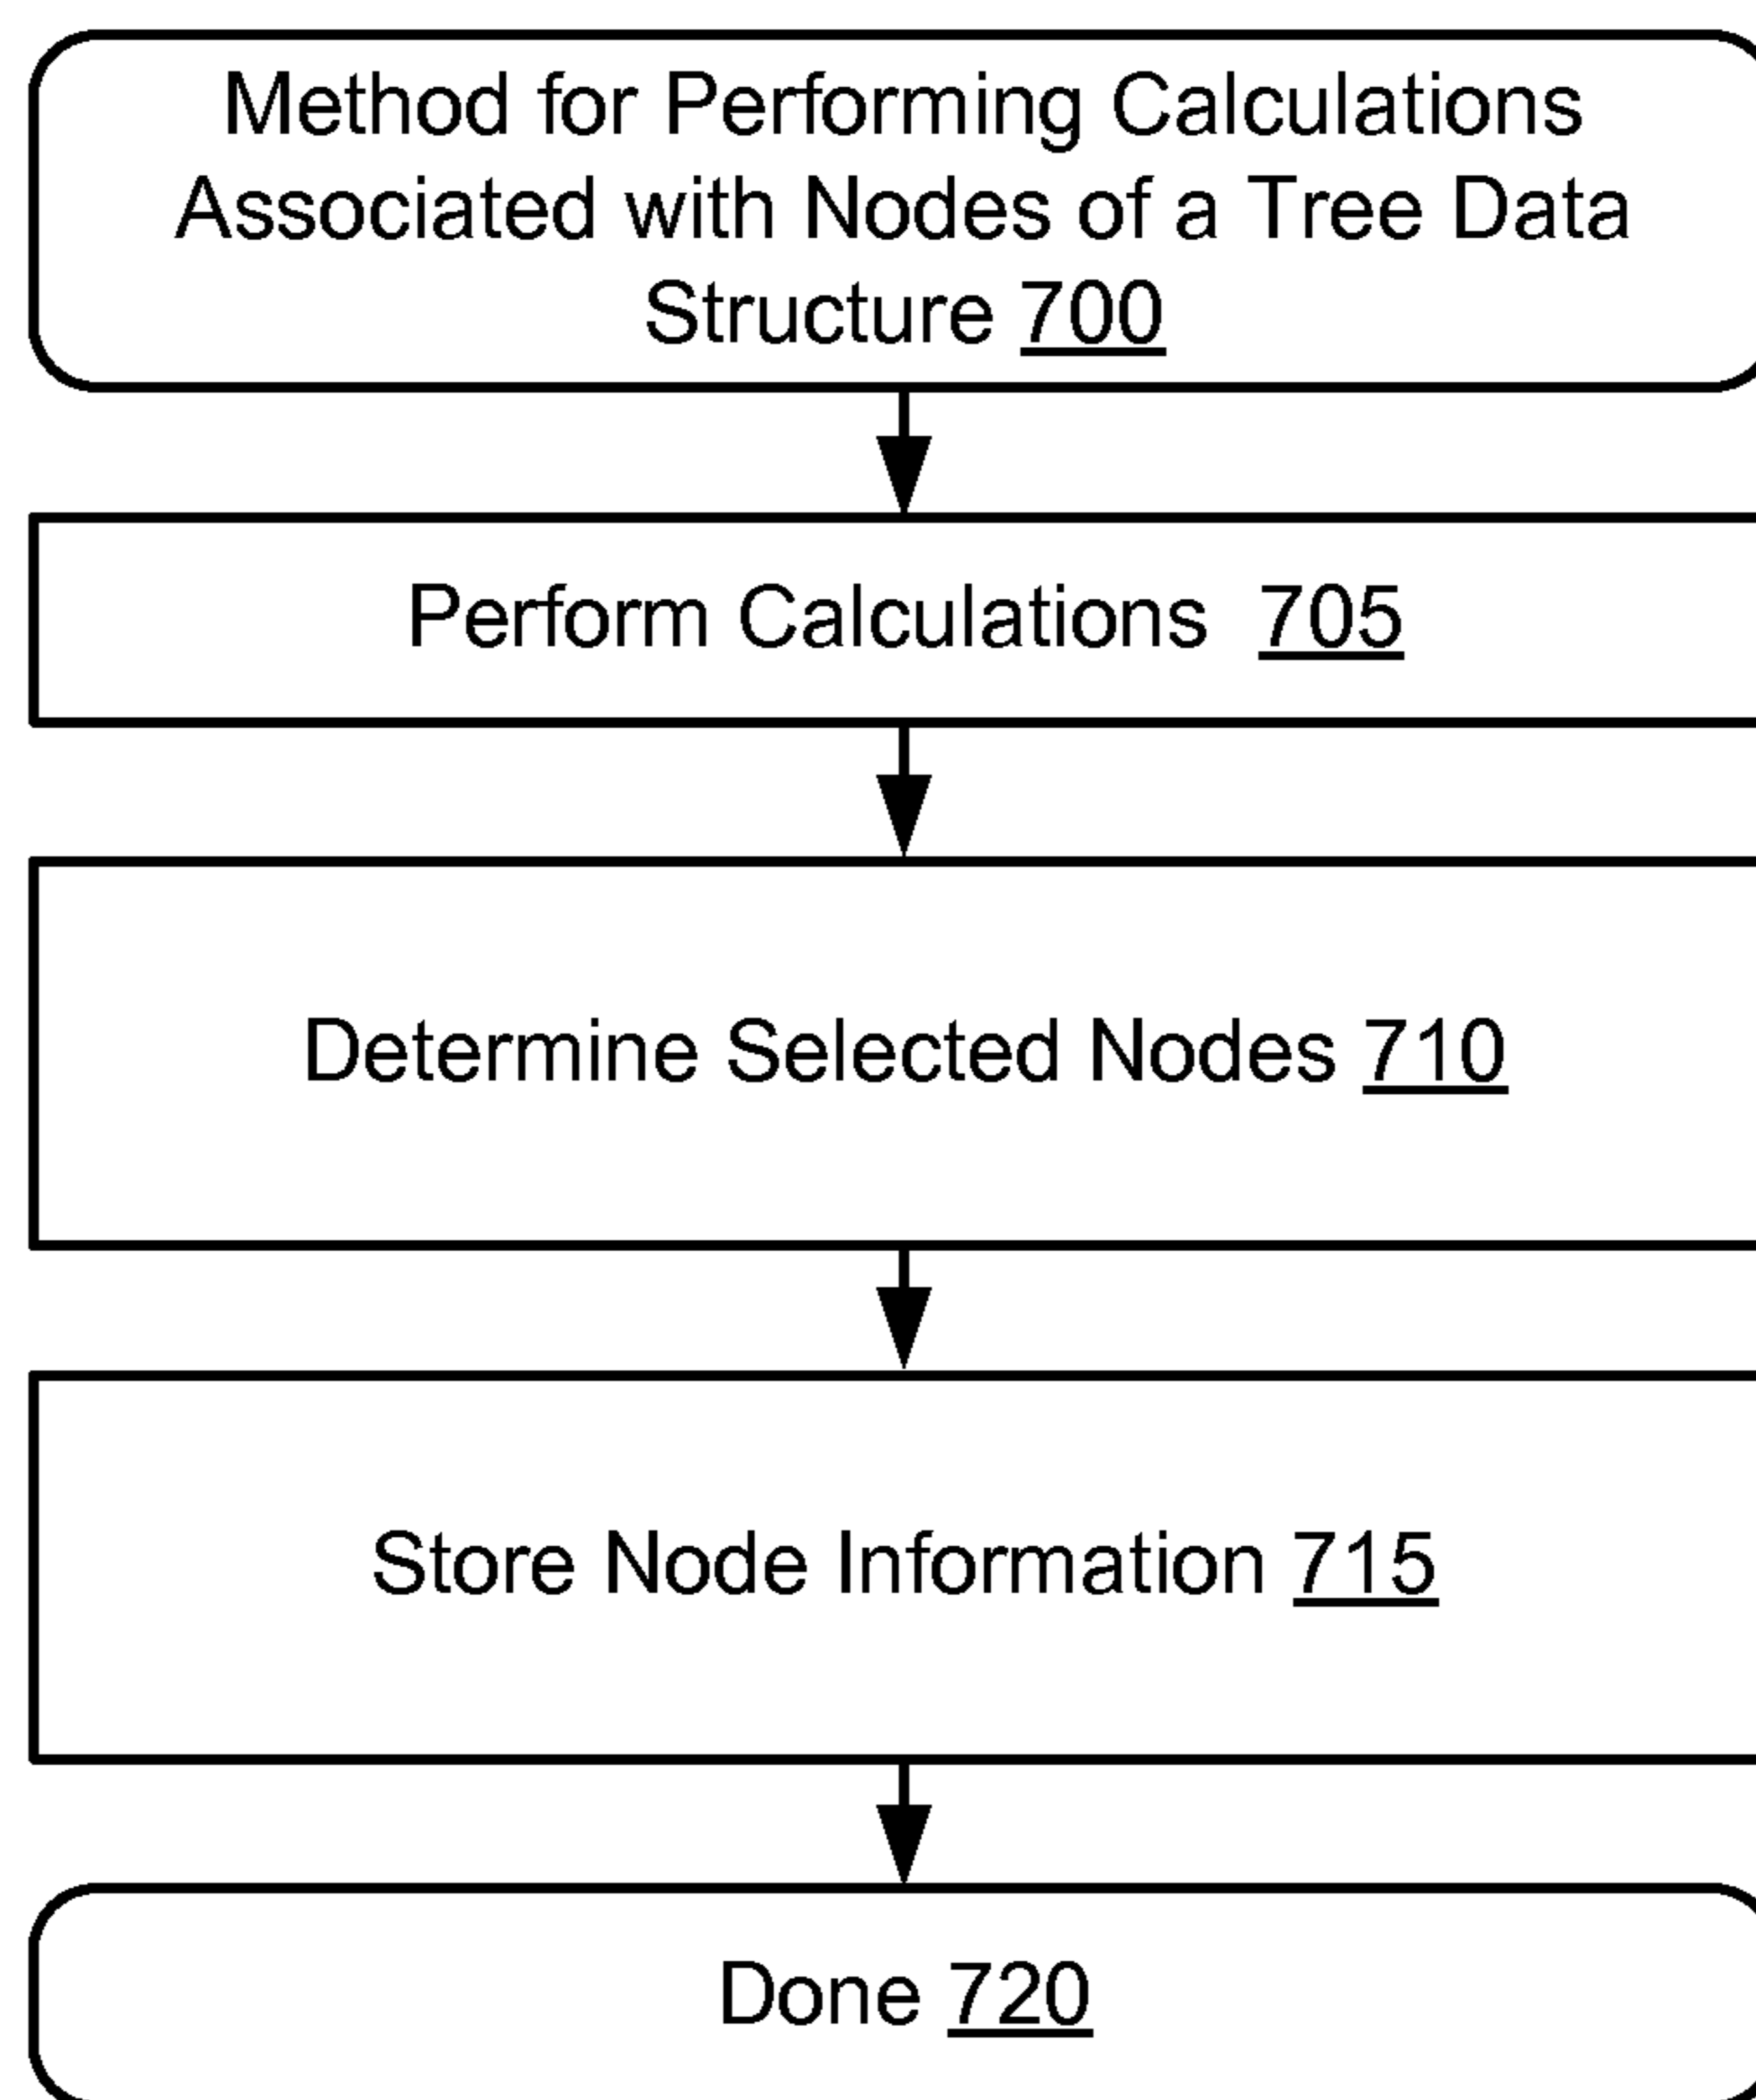 Method for Performing Calculations
Associated with Nodes of a Tree Data
Structure 700
Perform Calculations 705
Determine Selected Nodes 710
Store Node Information 715
Done 720